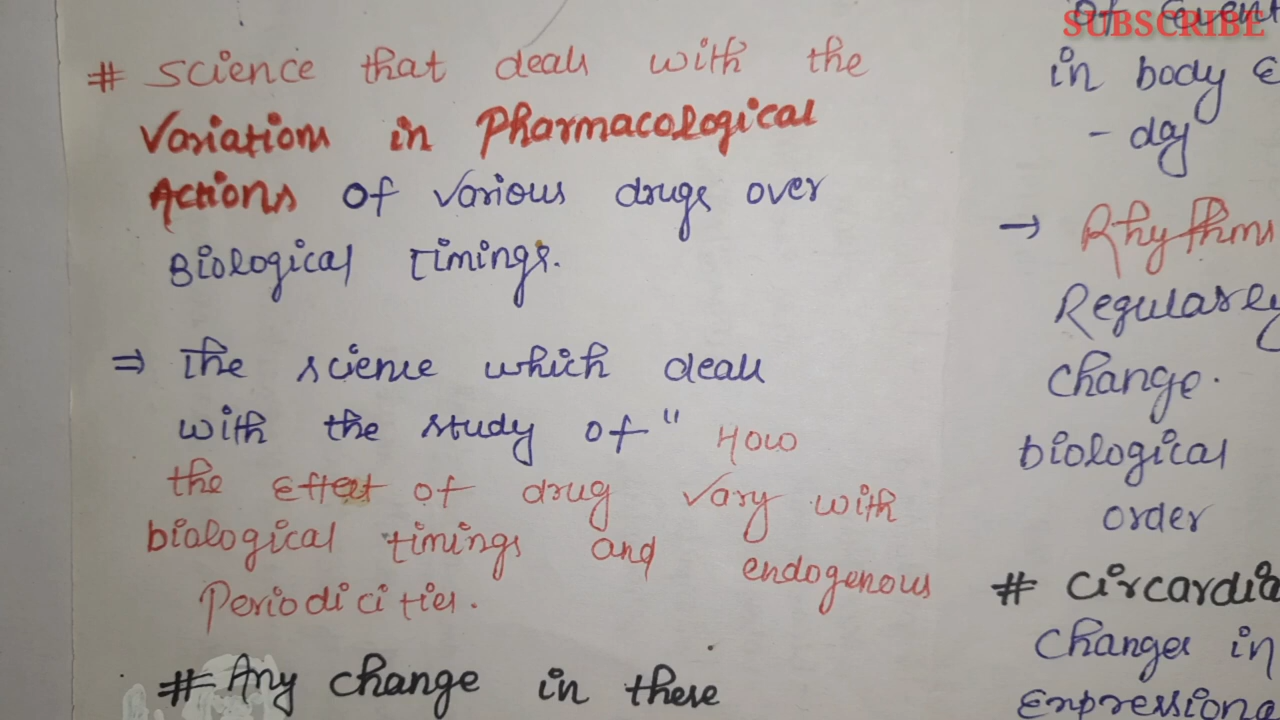 # Science that deals with the
Variations in Pharmacological
Actions of various drugs over
Biological Timings.
⇒ The science which deals
with the study of " How
the Effect of drug vary with
biological timings and endogenous
Periodicities.
# Any change in these
SUBSCRIBE
in body &
- day
→ Rhythms
Regularly
change.
biological
order
# Circardia
Changes in
Expressiona